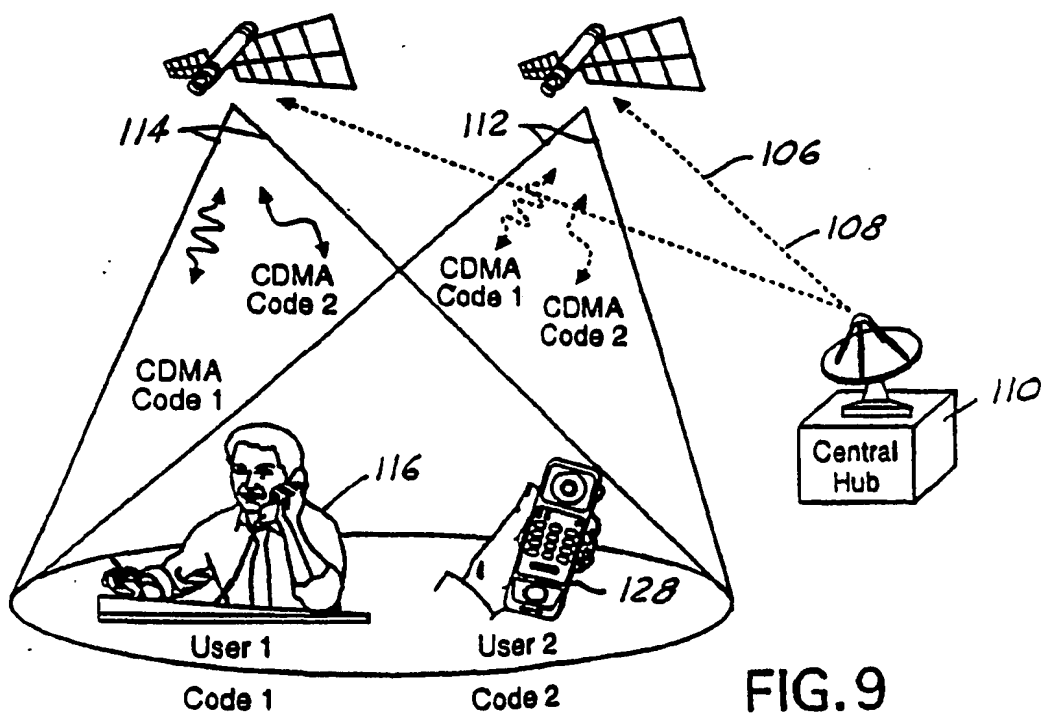 114
112
106
108
CDMA
Code 2
CDMA
Code 1
CDMA
Code 2
CDMA
Code 1
110
Central
Hub
116
128
User 1
User 2
Code 1
Code 2
FIG. 9